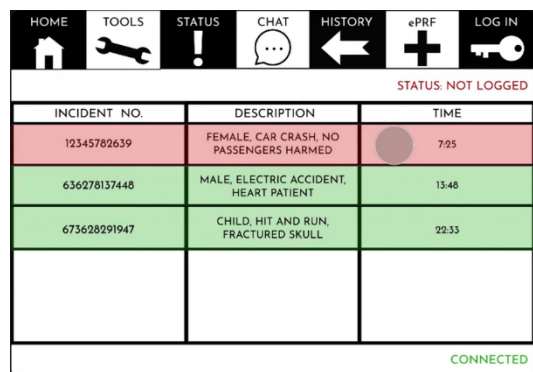 HOME TOOLS STATUS CHAT HISTORY ePRF LOG IN
STATUS: NOT LOGGED
INCIDENT NO. DESCRIPTION TIME
12345782639 FEMALE, CAR CRASH, NO 7:25
PASSENGERS HARMED
636278137448 MALE, ELECTRIC ACCIDENT, 13:48
HEART PATIENT
673628291947 CHILD, HIT AND RUN, 22:33
FRACTURED SKULL
CONNECTED